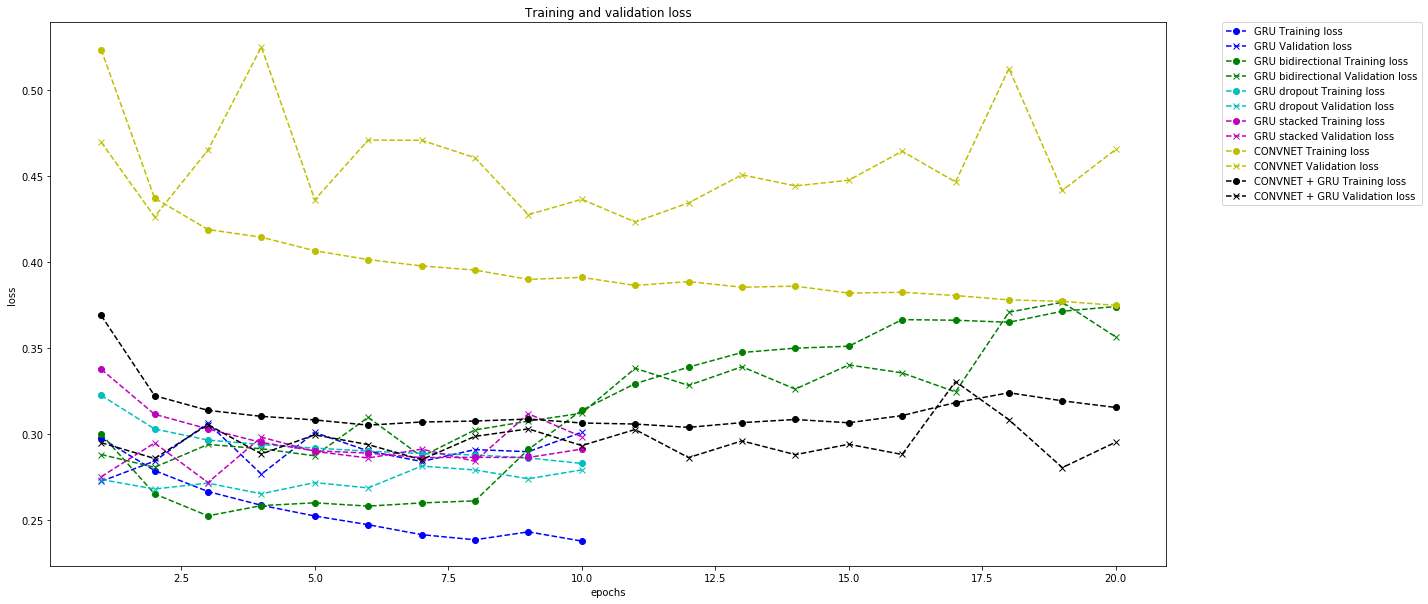 Training and validation loss
GRU Training loss
GRU Validation loss
GRU bidirectional Training loss
GRU bidirectional Validation loss
GRU dropout Training loss
GRU dropout Validation loss
GRU stacked Training loss
GRU stacked Validation loss
CONVNET Training loss
CONVNET Validation loss
CONVNET + GRU Training loss
CONVNET + GRU Validation loss
0.50
0.45
0.40
0.35
0.30
0.25
loss
2.5 5.0 7.5 10.0 12.5 15.0 17.5 20.0
epochs